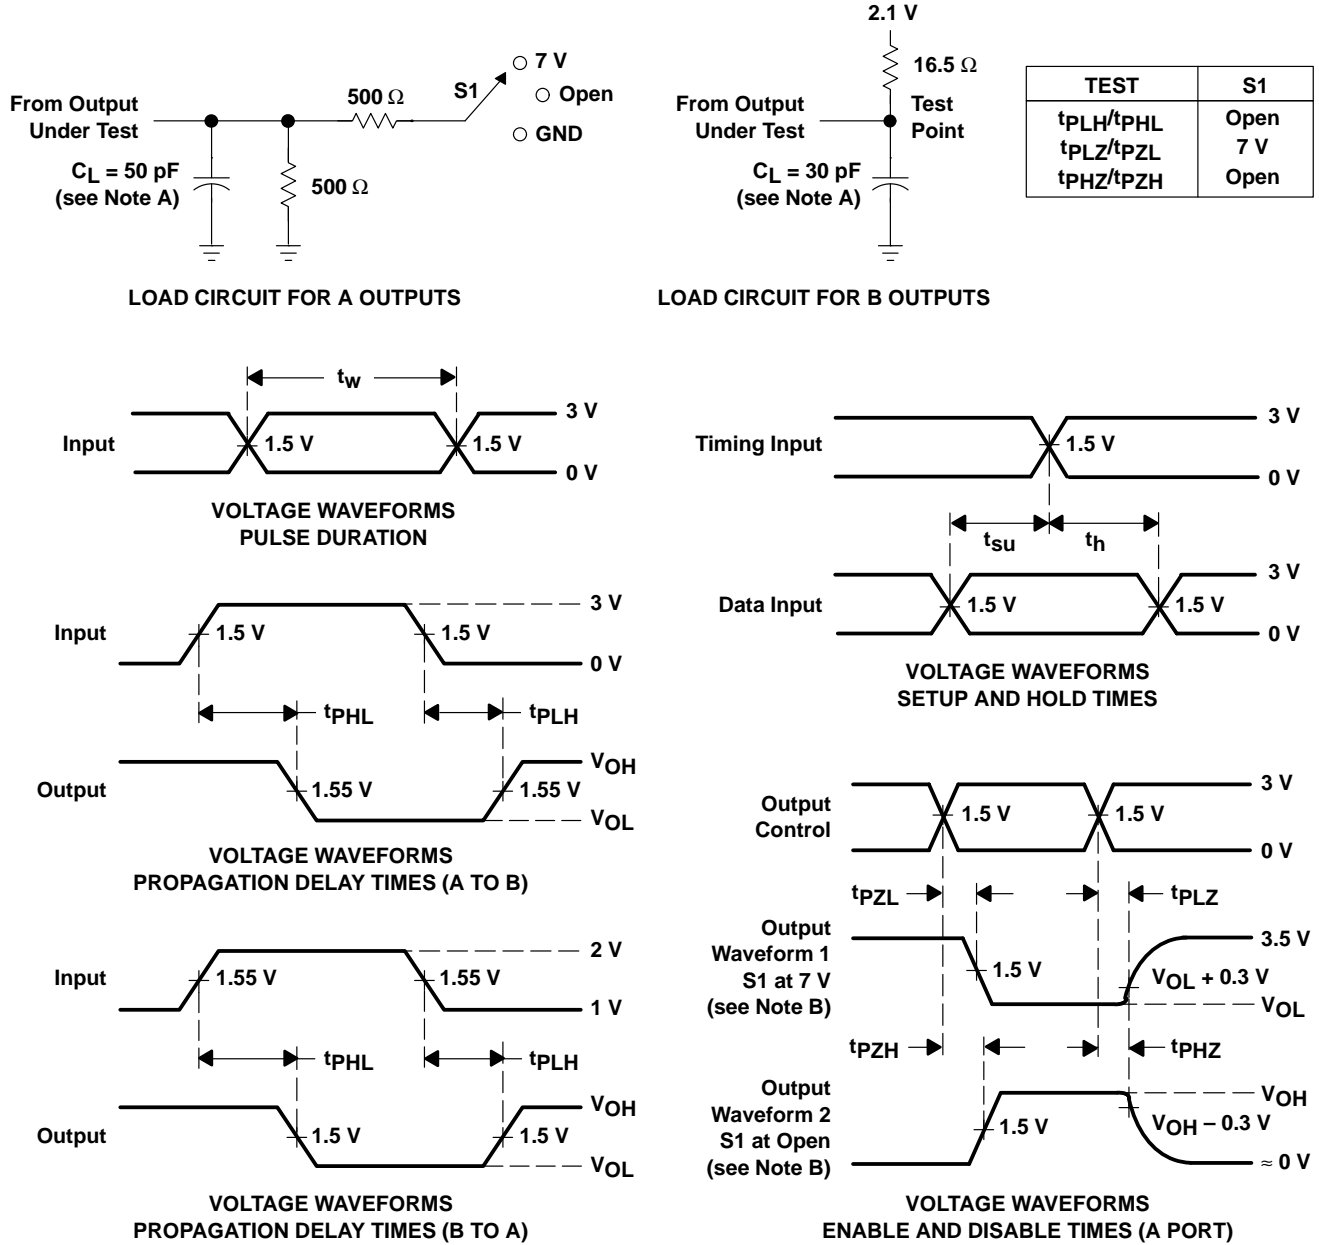 From Output
Under Test
CL = 50 pF
(see Note A)
500 Ω
500 Ω
S1
7 V
Open
GND
LOAD CIRCUIT FOR A OUTPUTS
2.1 V
16.5 Ω
From Output
Under Test
Test
Point
CL = 30 pF
(see Note A)
LOAD CIRCUIT FOR B OUTPUTS
TEST S1
tPLH/tPHL Open
tPLZ/tPZL 7 V
tPHZ/tPZH Open
tw
Input
1.5 V
1.5 V
3 V
0 V
VOLTAGE WAVEFORMS
PULSE DURATION
Timing Input
1.5 V
3 V
0 V
tsu
th
Data Input
1.5 V
1.5 V
3 V
0 V
VOLTAGE WAVEFORMS
SETUP AND HOLD TIMES
Input
1.5 V
1.5 V
3 V
0 V
tPHL
tPLH
Output
1.55 V
1.55 V
VOH
VOL
VOLTAGE WAVEFORMS
PROPAGATION DELAY TIMES (A TO B)
Input
1.55 V
1.55 V
2 V
1 V
tPHL
tPLH
Output
1.5 V
1.5 V
VOH
VOL
VOLTAGE WAVEFORMS
PROPAGATION DELAY TIMES (B TO A)
Output
Control
1.5 V
1.5 V
3 V
0 V
tPZL
tPLZ
Output
Waveform 1
S1 at 7 V
(see Note B)
1.5 V
3.5 V
VOL + 0.3 V
VOL
tPZH
tPHZ
Output
Waveform 2
S1 at Open
(see Note B)
1.5 V
VOH
VOH – 0.3 V
≈ 0 V
VOLTAGE WAVEFORMS
ENABLE AND DISABLE TIMES (A PORT)